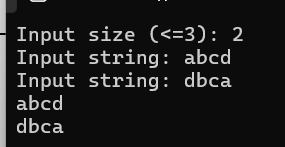 Input size (<=3): 2
Input string: abcd
Input string: dbca
abcd
dbca